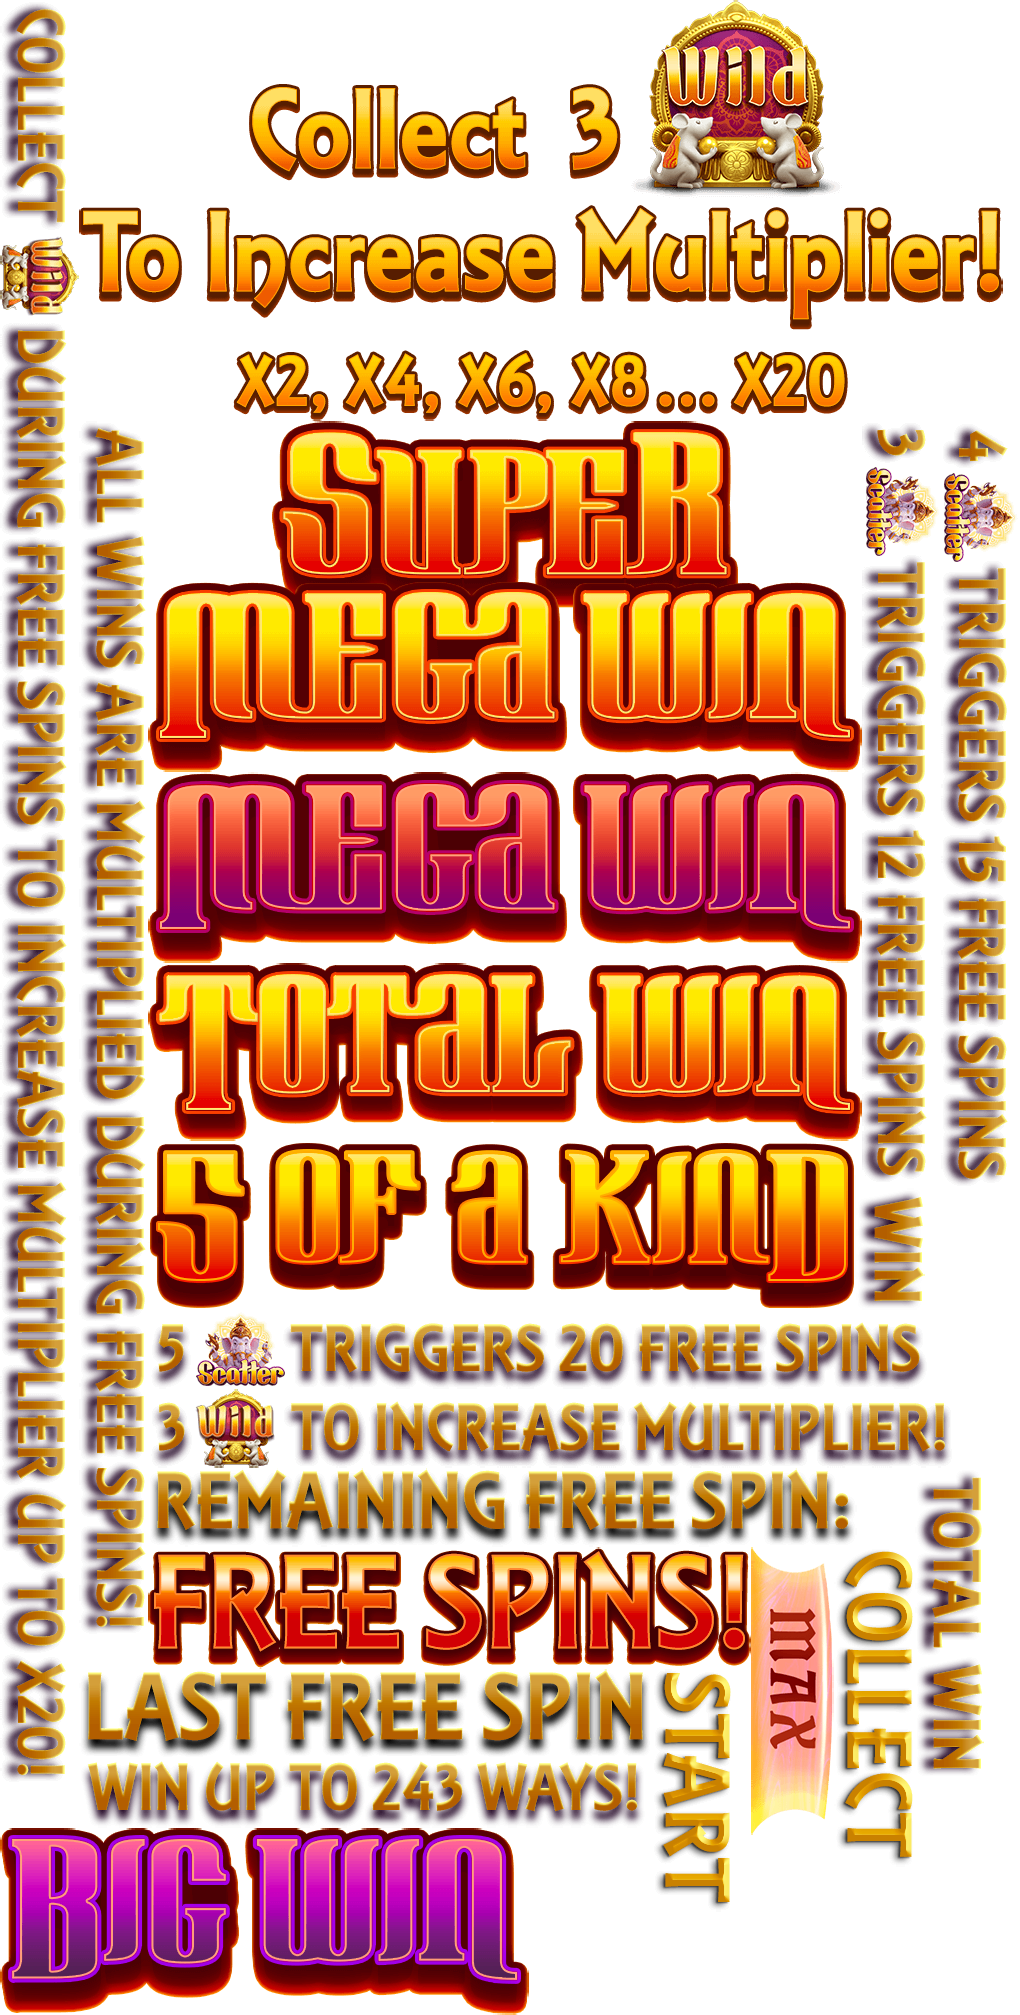 Collect 3 Wild
To Increase Multiplier!
X2, X4, X6, X8... X20
COLLECT Wild DURING FREE SPINS TO INCREASE MULTIPLIER UP TO X20!
ALL WINS ARE MULTIPLIED DURING FREE SPINS!
SUPER
MEGA WIN
MEGA WIN
TOTAL WIN
5 OF A KIND
3 Scatter TRIGGERS 12 FREE SPINS WIN
4 Scatter TRIGGERS 15 FREE SPINS
5 Scatter TRIGGERS 20 FREE SPINS
3 Wild TO INCREASE MULTIPLIER!
REMAINING FREE SPIN:
FREE SPINS!
LAST FREE SPIN
WIN UP TO 243 WAYS!
START
MAX
COLLECT
TOTAL WIN
BIG WIN